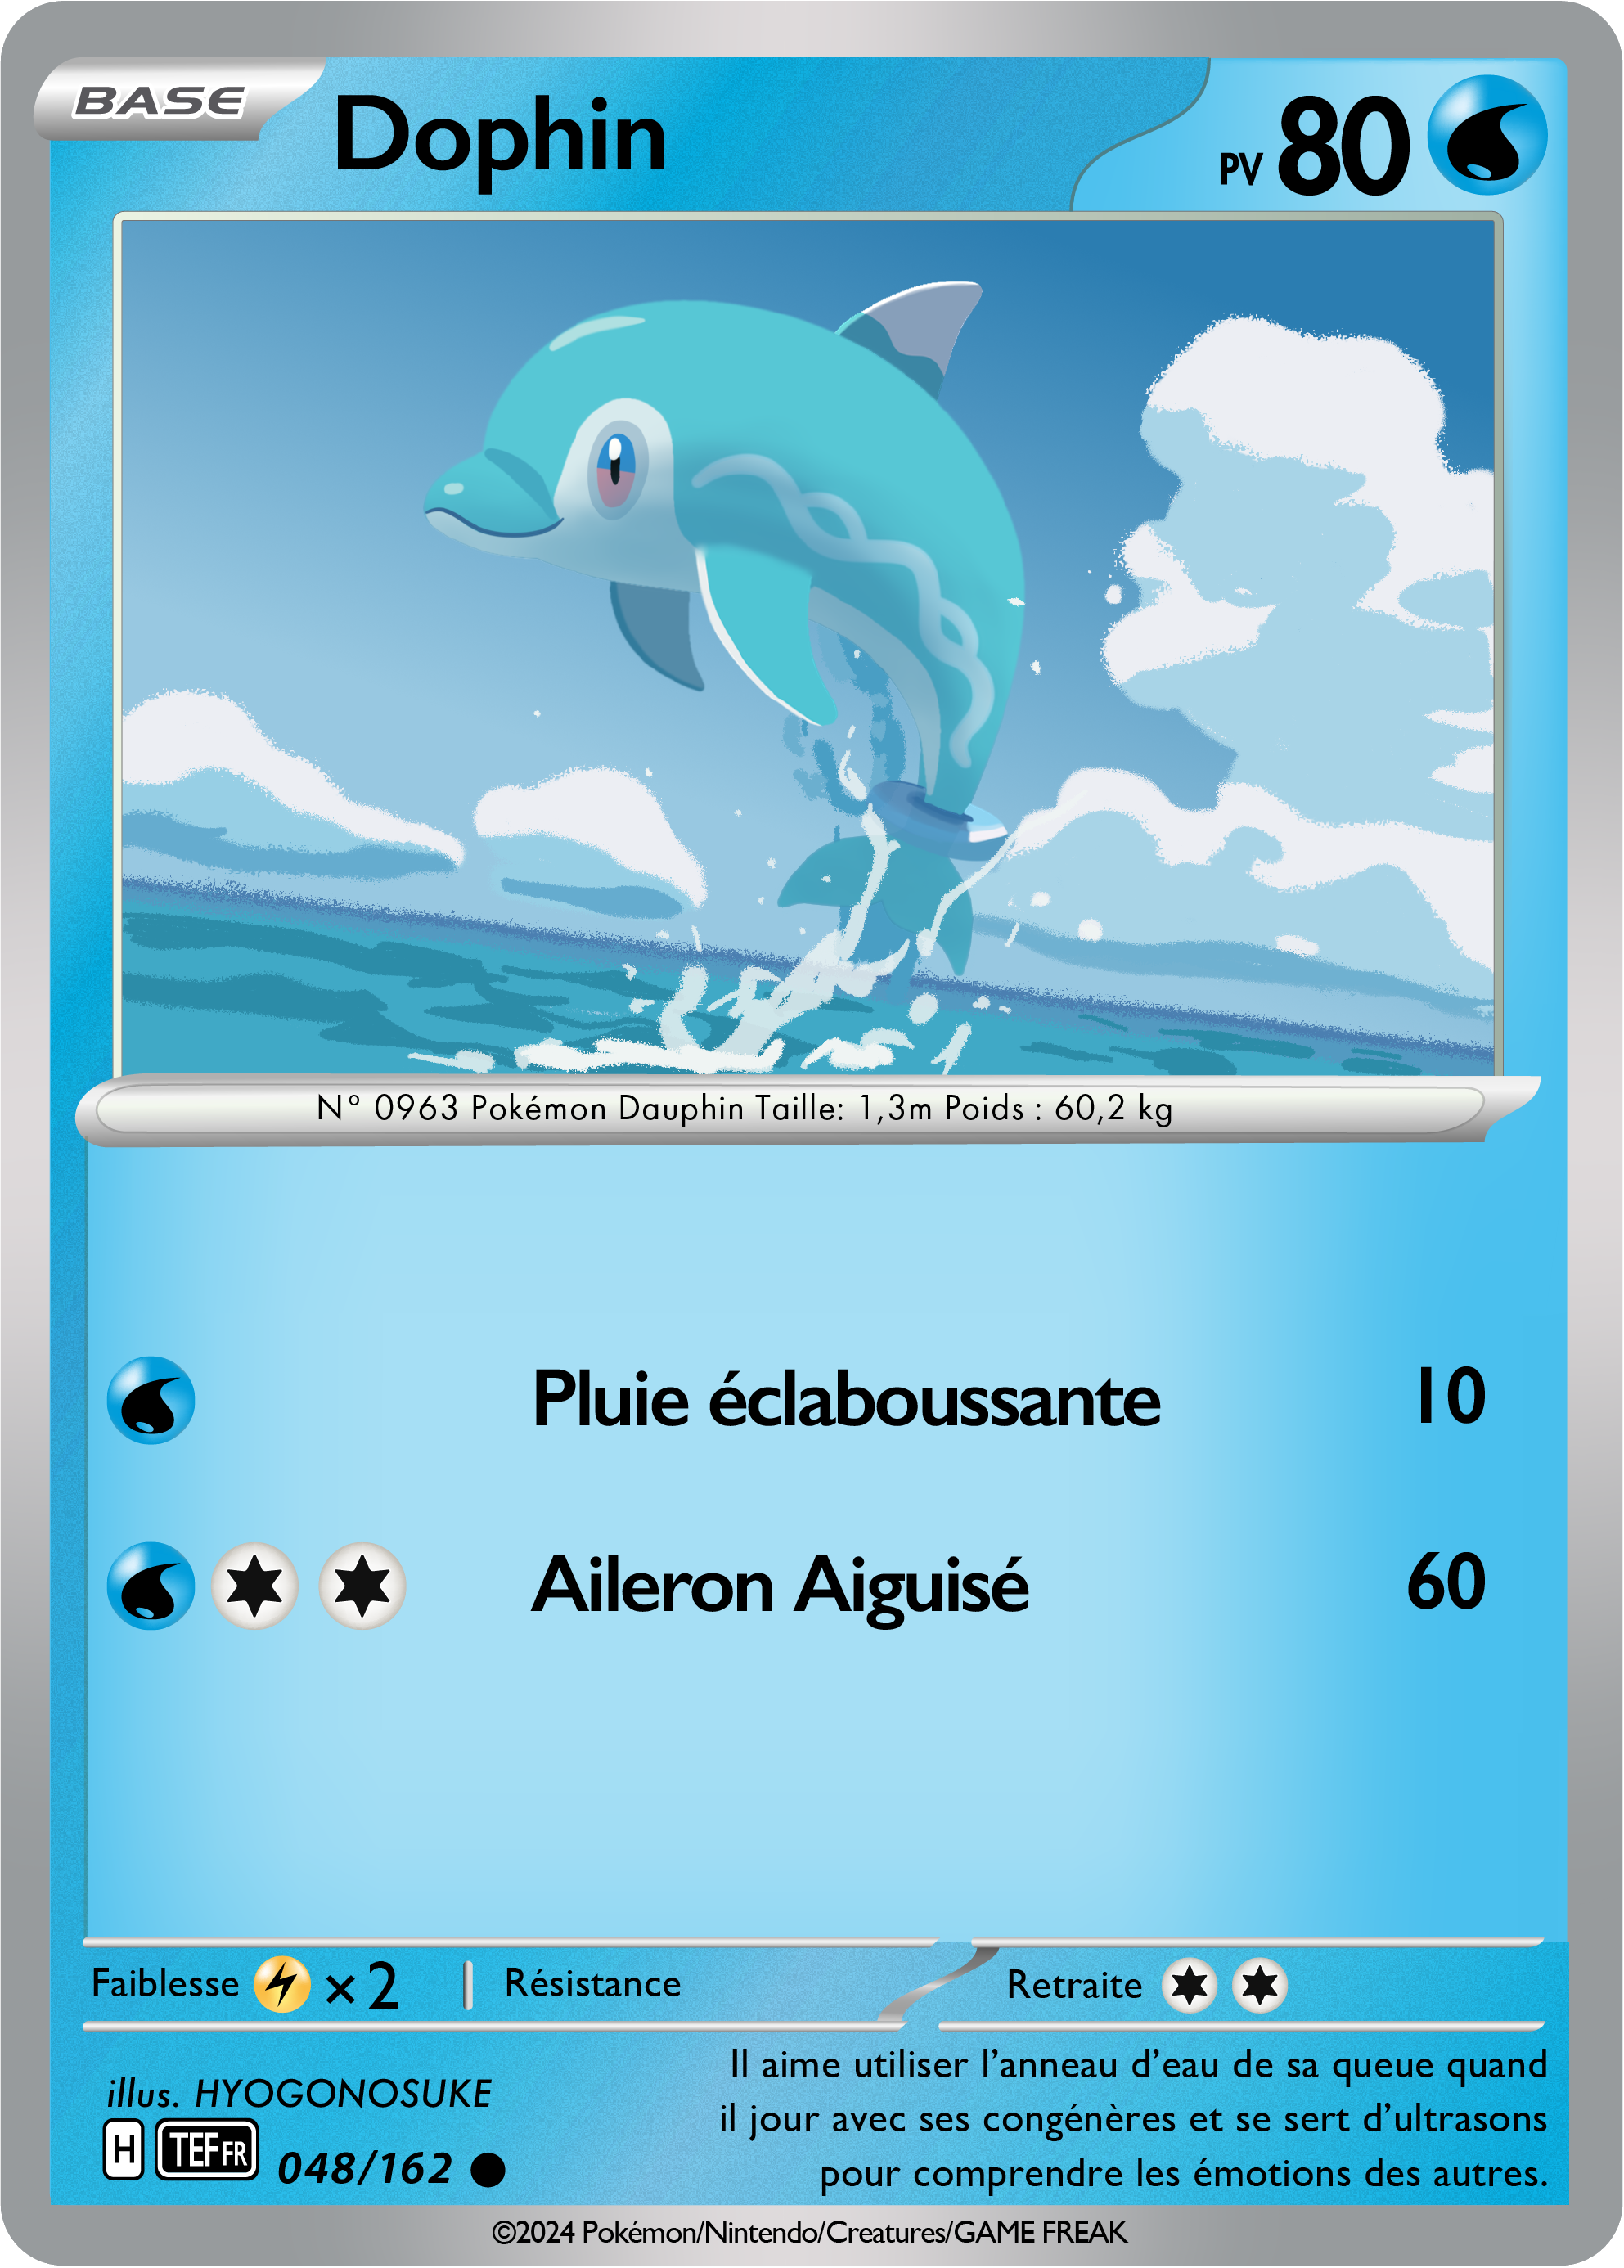 BASE
Dophin
PV 80
N° 0963 Pokémon Dauphin Taille: 1,3m Poids : 60,2 kg
Pluie éclaboussante 10
Aileron Aiguisé 60
Faiblesse ×2 Résistance Retraite
illus. HYOGONOSUKE
H TEF FR 048/162
Il aime utiliser l’anneau d’eau de sa queue quand
il jour avec ses congénères et se sert d’ultrasons
pour comprendre les émotions des autres.
©2024 Pokémon/Nintendo/Creatures/GAME FREAK